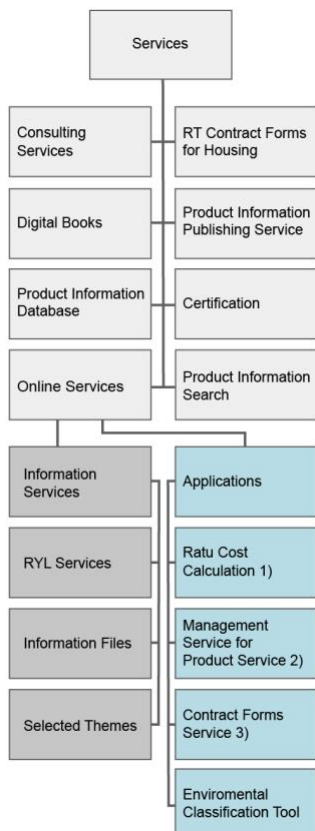 Services
Consulting
Services
RT Contract Forms
for Housing
Digital Books
Product Information
Publishing Service
Product Information
Database
Certification
Online Services
Product Information
Search
Information
Services
Applications
RYL Services
Ratu Cost
Calculation 1)
Information Files
Management
Service for
Product Service 2)
Selected Themes
Contract Forms
Service 3)
Enviromental
Classification Tool